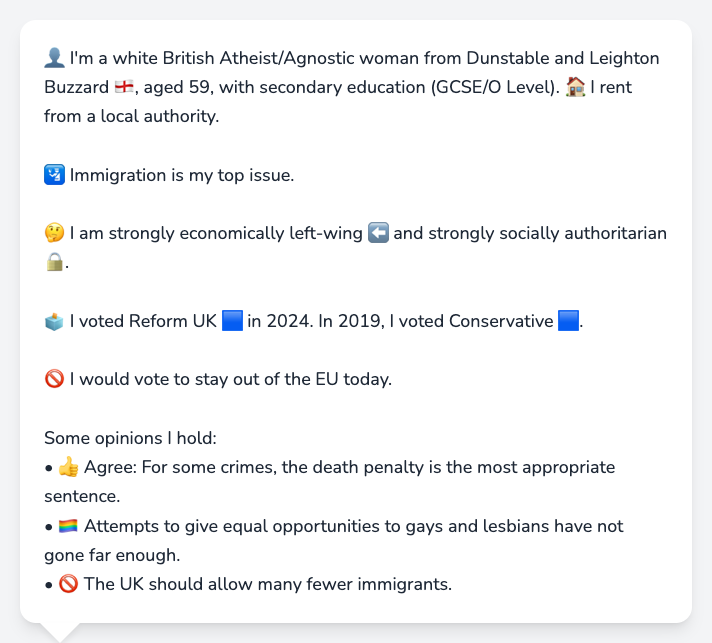 👤 I'm a white British Atheist/Agnostic woman from Dunstable and Leighton
Buzzard 🏴󠁧󠁢󠁥󠁮󠁧󠁿, aged 59, with secondary education (GCSE/O Level). 🏠 I rent
from a local authority.
🛂 Immigration is my top issue.
🤔 I am strongly economically left-wing ⬅️ and strongly socially authoritarian
🔒.
🗳️ I voted Reform UK 🟦 in 2024. In 2019, I voted Conservative 🟦.
🚫 I would vote to stay out of the EU today.
Some opinions I hold:
• 👍 Agree: For some crimes, the death penalty is the most appropriate
sentence.
• 🏳️‍🌈 Attempts to give equal opportunities to gays and lesbians have not
gone far enough.
• 🚫 The UK should allow many fewer immigrants.